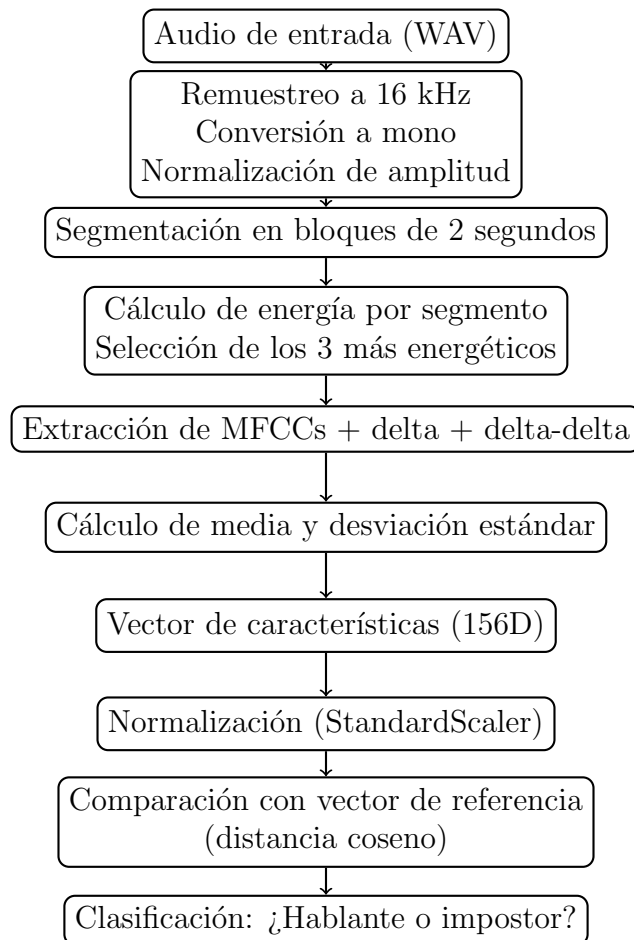 Audio de entrada (WAV)
Remuestreo a 16 kHz
Conversión a mono
Normalización de amplitud
Segmentación en bloques de 2 segundos
Cálculo de energía por segmento
Selección de los 3 más energéticos
Extracción de MFCCs + delta + delta-delta
Cálculo de media y desviación estándar
Vector de características (156D)
Normalización (StandardScaler)
Comparación con vector de referencia
(distancia coseno)
Clasificación: ¿Hablante o impostor?